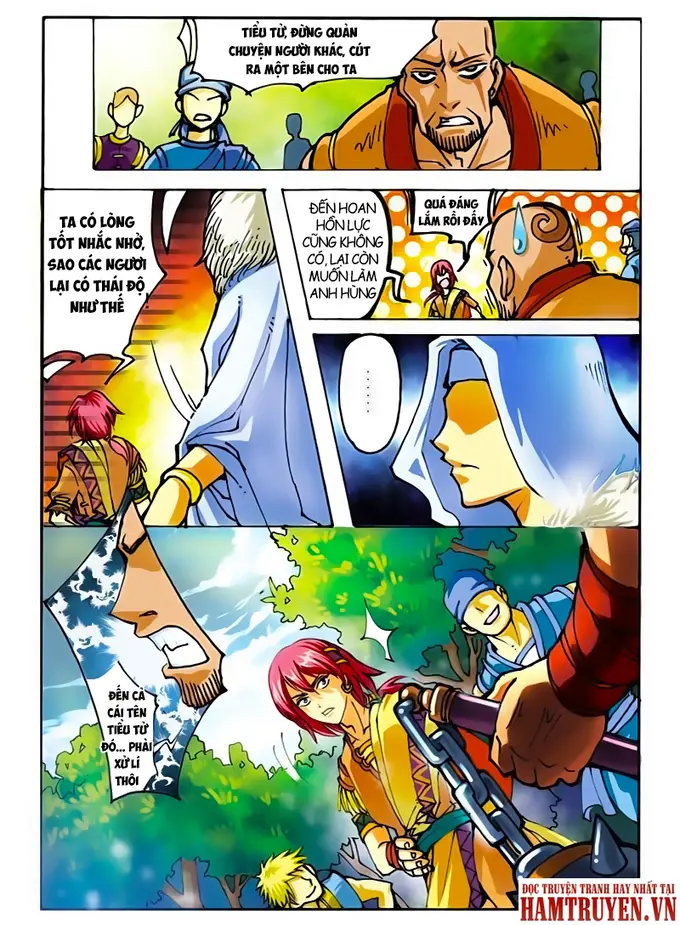 TIỂU TỬ, ĐỪNG QUẢN
CHUYỆN NGƯỜI KHÁC, CÚT
RA MỘT BÊN CHO TA
TA CÓ LÒNG
TỐT NHẮC NHỞ,
SAO CÁC NGƯƠI
LẠI CÓ THÁI ĐỘ
NHƯ THẾ
ĐẾN HOAN
HỒN LỰC
CŨNG KHÔNG
CÓ, LẠI CÒN
MUỐN LÀM
ANH HÙNG
QUÁ ĐÁNG
LẮM RỒI ĐẤY
......
ĐẾN CẢ
CÁI TÊN
TIỂU TỬ
ĐÓ... PHẢI
XỬ LÍ
THÔI
ĐỌC TRUYỆN TRANH HAY NHẤT TẠI
HAMTRUYEN.VN